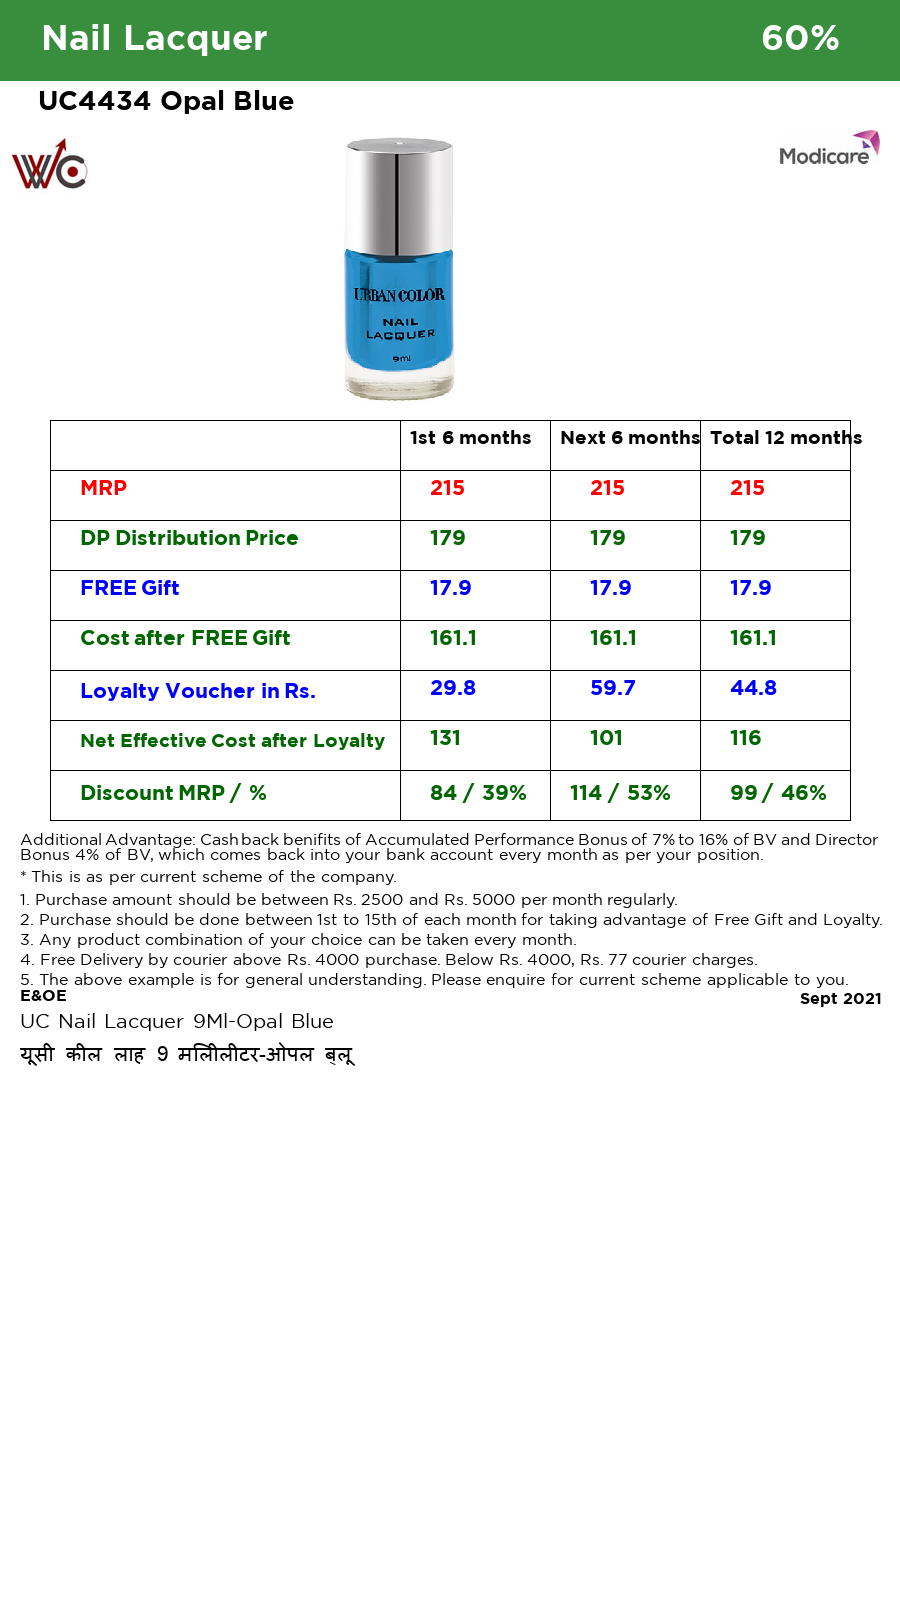 Nail Lacquer 60%
UC4434 Opal Blue
WC
Modicare
URBAN COLOR
NAIL
LACQUER
9ml
1st 6 months Next 6 months Total 12 months
MRP 215 215 215
DP Distribution Price 179 179 179
FREE Gift 17.9 17.9 17.9
Cost after FREE Gift 161.1 161.1 161.1
Loyalty Voucher in Rs. 29.8 59.7 44.8
Net Effective Cost after Loyalty 131 101 116
Discount MRP / % 84 / 39% 114 / 53% 99 / 46%
Additional Advantage: Cashback benifits of Accumulated Performance Bonus of 7% to 16% of BV and Director
Bonus 4% of BV, which comes back into your bank account every month as per your position.
* This is as per current scheme of the company.
1. Purchase amount should be between Rs. 2500 and Rs. 5000 per month regularly.
2. Purchase should be done between 1st to 15th of each month for taking advantage of Free Gift and Loyalty.
3. Any product combination of your choice can be taken every month.
4. Free Delivery by courier above Rs. 4000 purchase. Below Rs. 4000, Rs. 77 courier charges.
5. The above example is for general understanding. Please enquire for current scheme applicable to you.
E&OE
Sept 2021
UC Nail Lacquer 9Ml-Opal Blue
यूसी कील लाह 9 मिलीलीटर-ओपल ब्लू